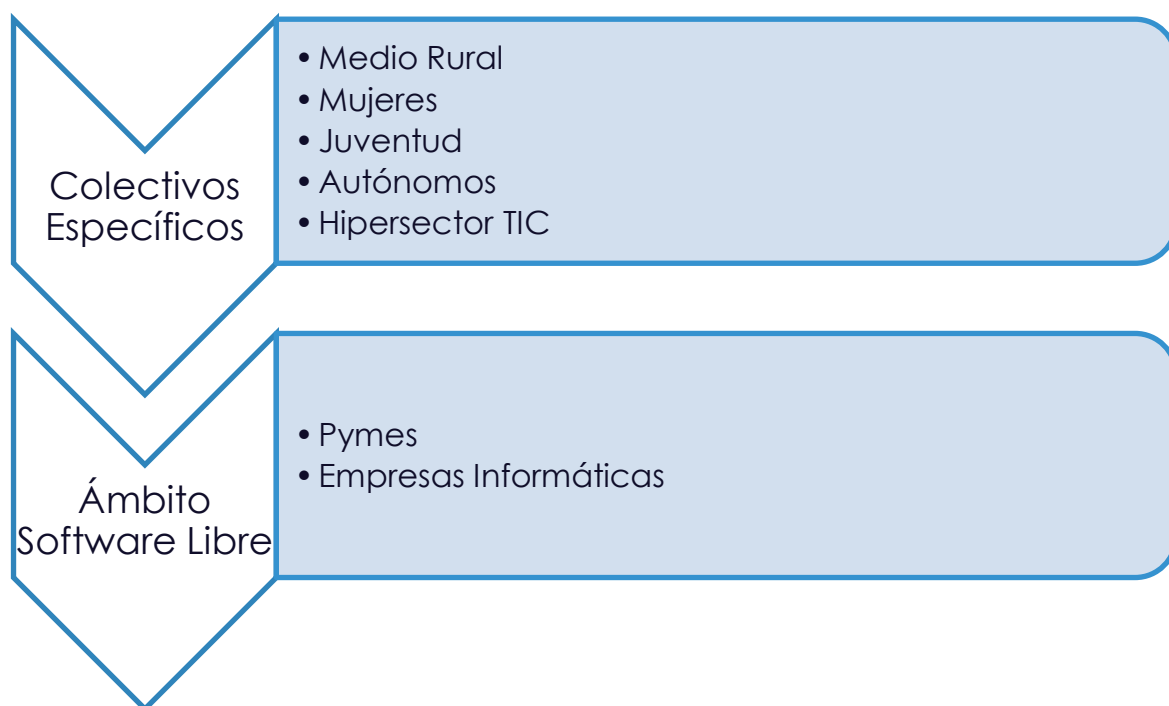 Colectivos
Específicos
• Medio Rural
• Mujeres
• Juventud
• Autónomos
• Hipersector TIC
Ámbito
Software Libre
• Pymes
• Empresas Informáticas